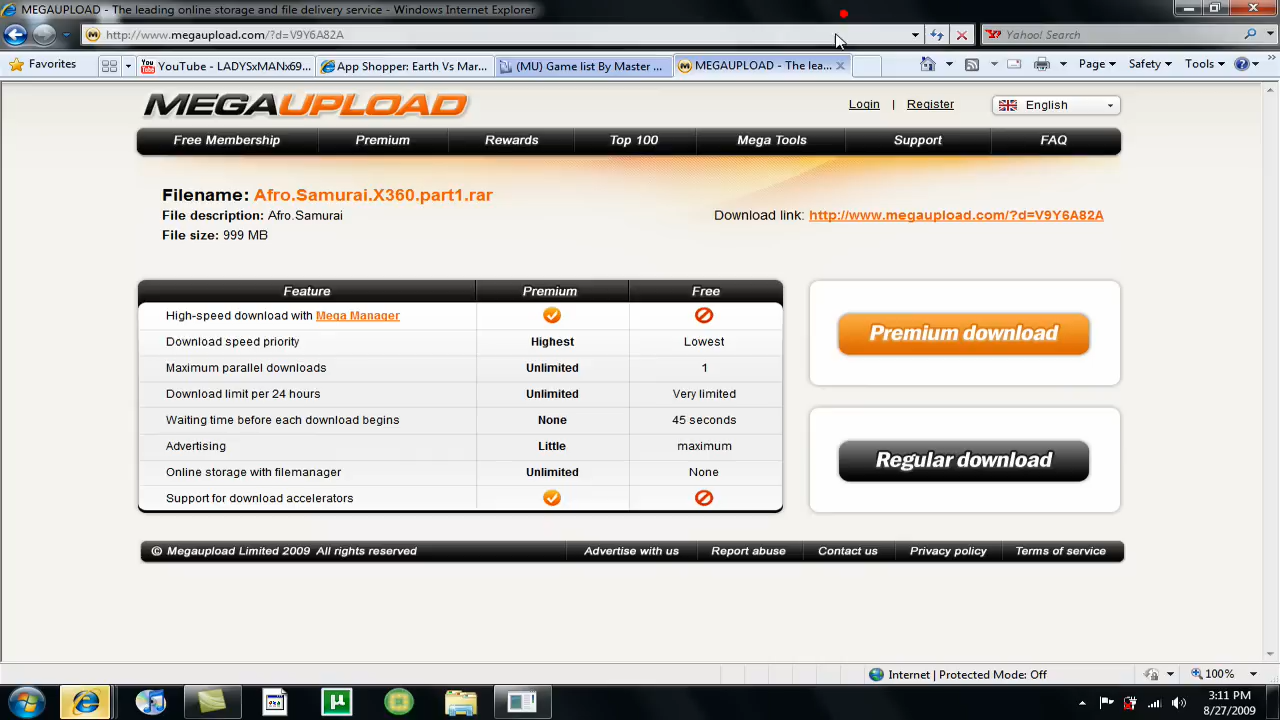 MEGAUPLOAD - The leading online storage and file delivery service - Windows Internet Explorer
http://www.megaupload.com/?d=V9Y6A82A
Yahoo! Search
Favorites
YouTube - LADYSxMANx69...
App Shopper: Earth Vs Mar...
(MU) Game list By Master ...
MEGAUPLOAD - The lea...
Page
Safety
Tools
MEGAUPLOAD
Login | Register
English
Free Membership
Premium
Rewards
Top 100
Mega Tools
Support
FAQ
Filename: Afro.Samurai.X360.part1.rar
File description: Afro.Samurai
Download link: http://www.megaupload.com/?d=V9Y6A82A
File size: 999 MB
Feature Premium Free
High-speed download with Mega Manager
Download speed priority Highest Lowest
Maximum parallel downloads Unlimited 1
Download limit per 24 hours Unlimited Very limited
Waiting time before each download begins None 45 seconds
Advertising Little maximum
Online storage with filemanager Unlimited None
Support for download accelerators
Premium download
Regular download
© Megaupload Limited 2009 All rights reserved
Advertise with us
Report abuse
Contact us
Privacy policy
Terms of service
Internet | Protected Mode: Off
100%
3:11 PM
8/27/2009